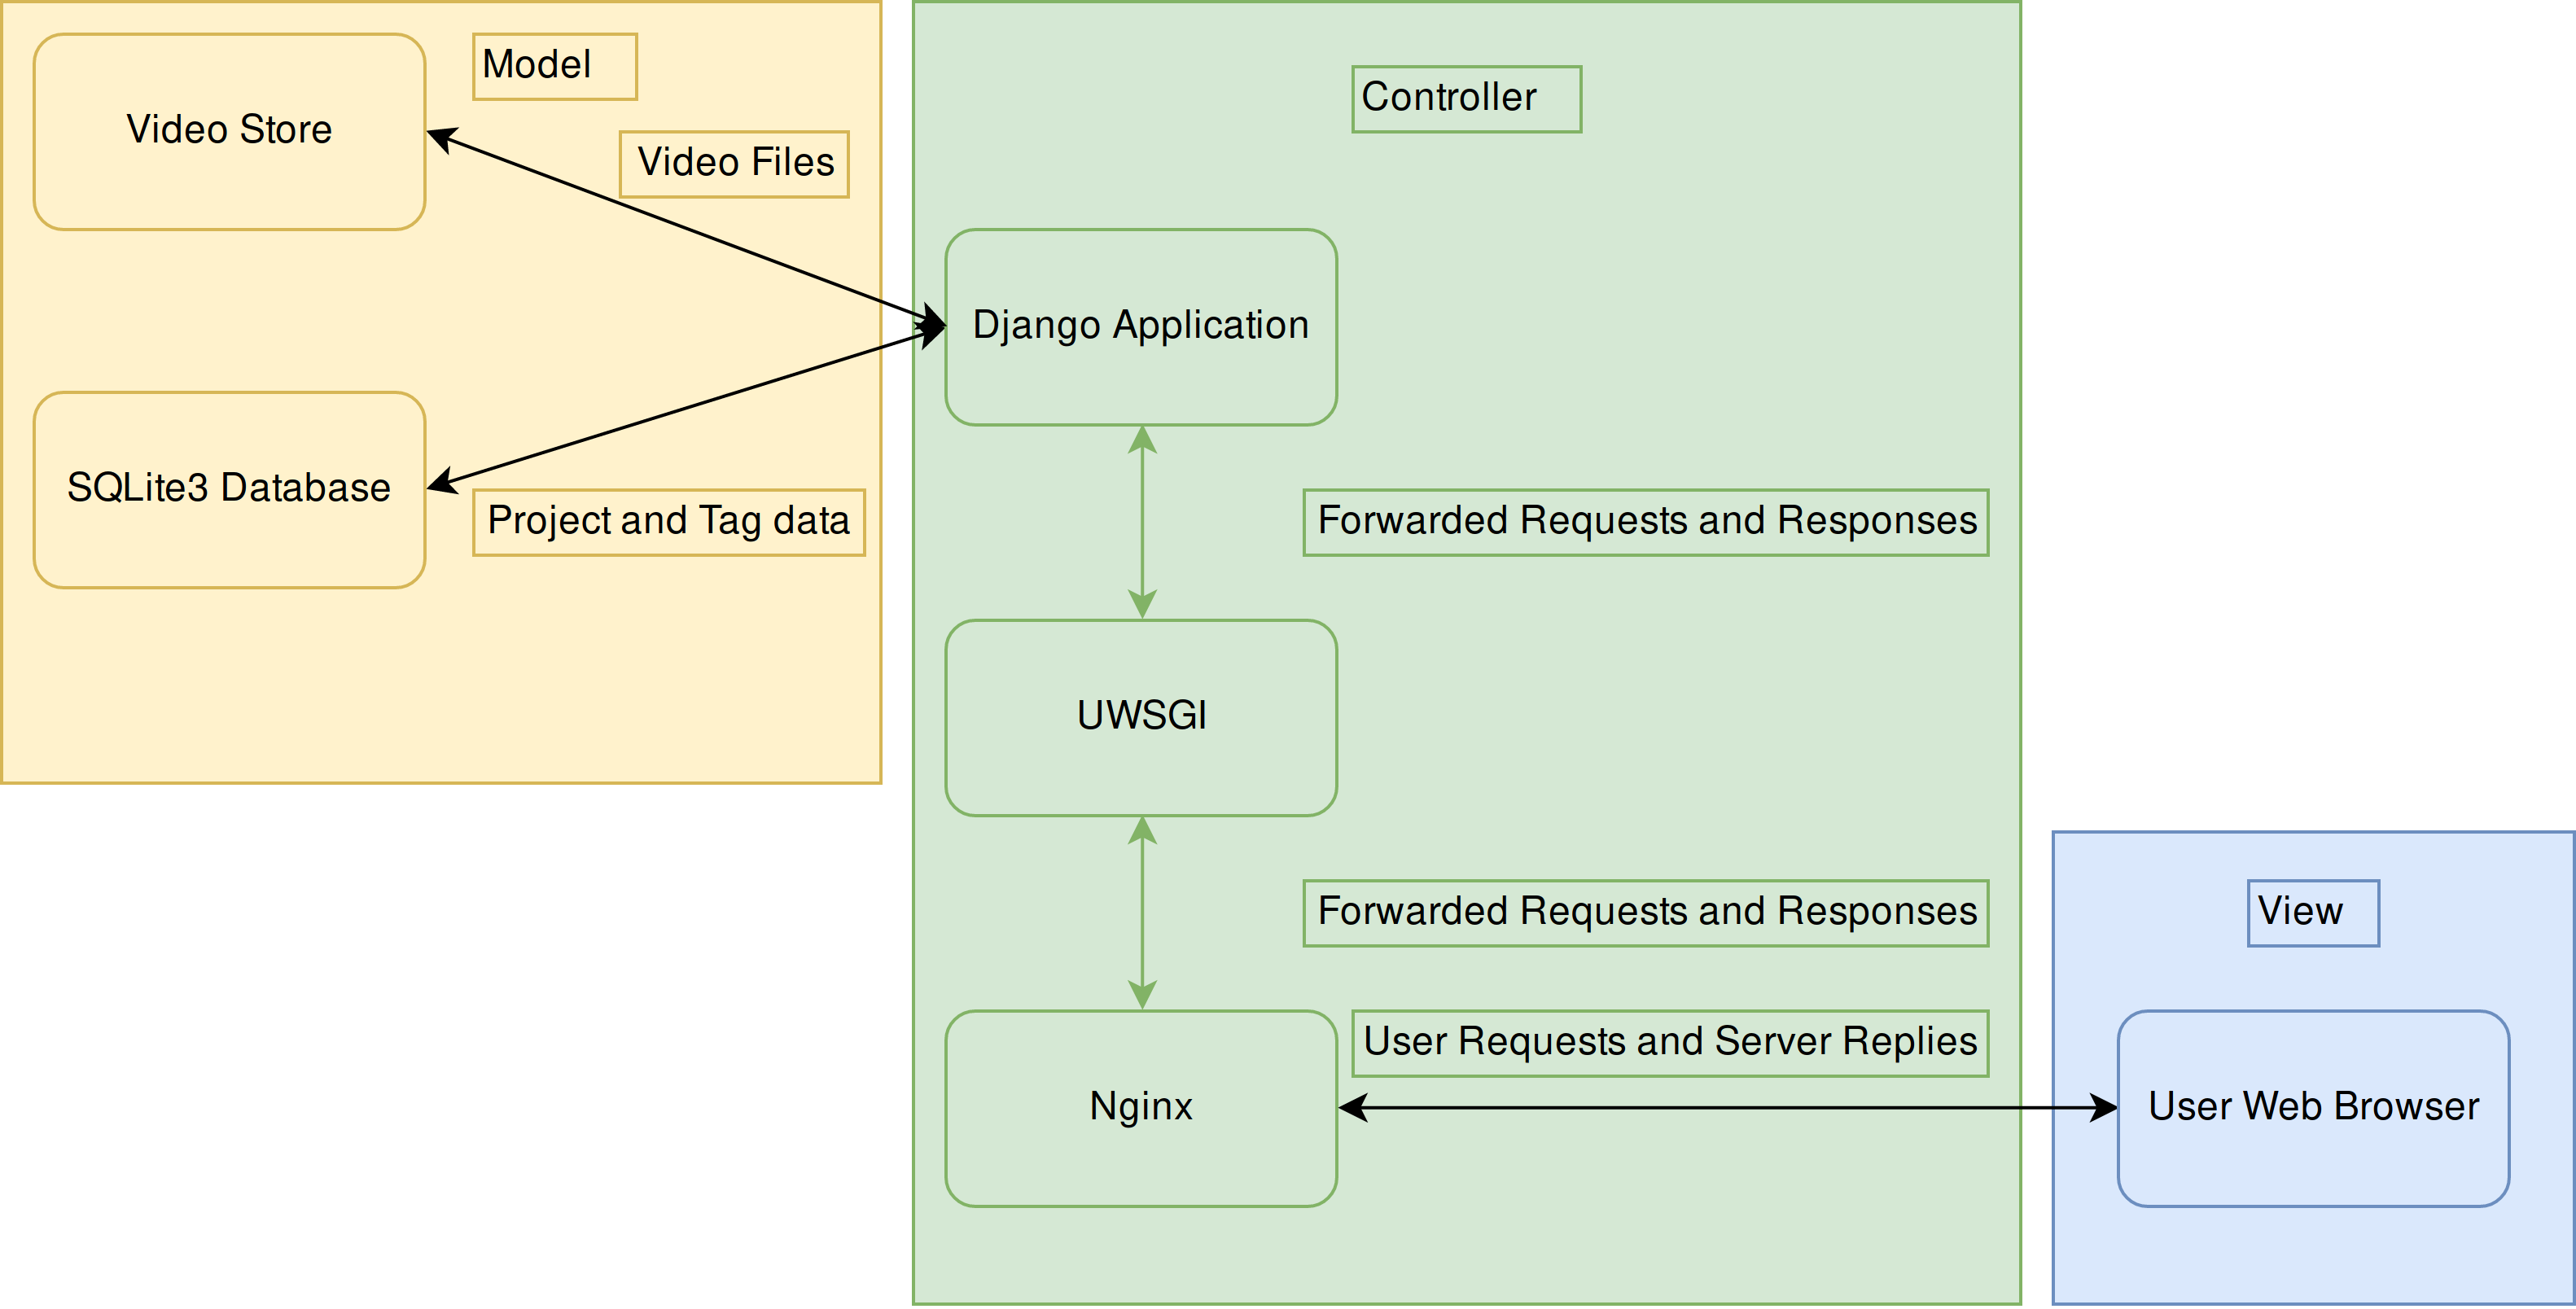 Model
Video Store
Video Files
SQLite3 Database
Project and Tag data
Controller
Django Application
Forwarded Requests and Responses
UWSGI
Forwarded Requests and Responses
User Requests and Server Replies
Nginx
View
User Web Browser